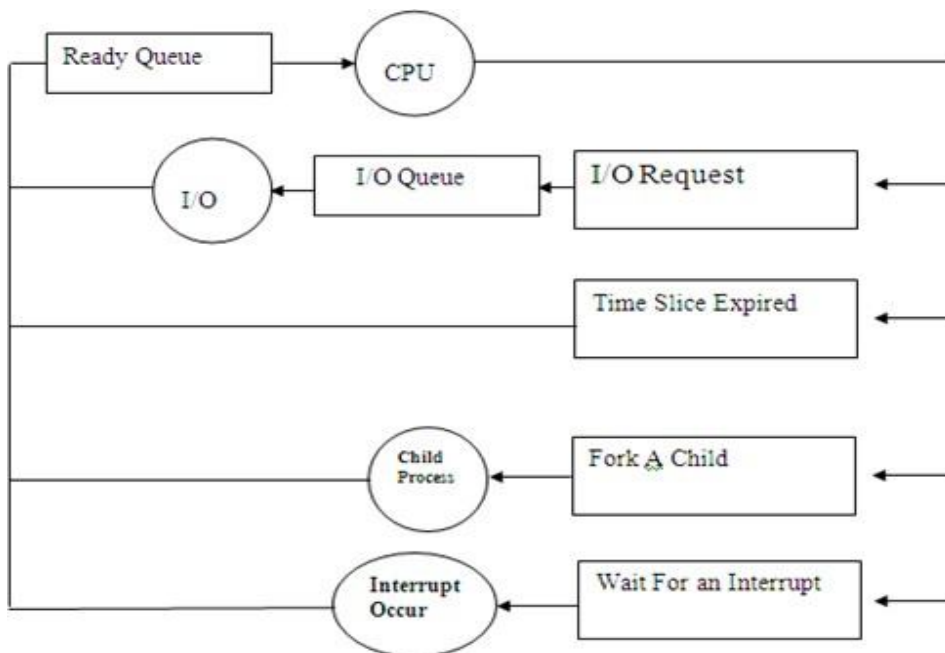 Ready Queue
CPU
I/O
I/O Queue
I/O Request
Time Slice Expired
Child
Process
Fork A Child
Interrupt
Occur
Wait For an Interrupt